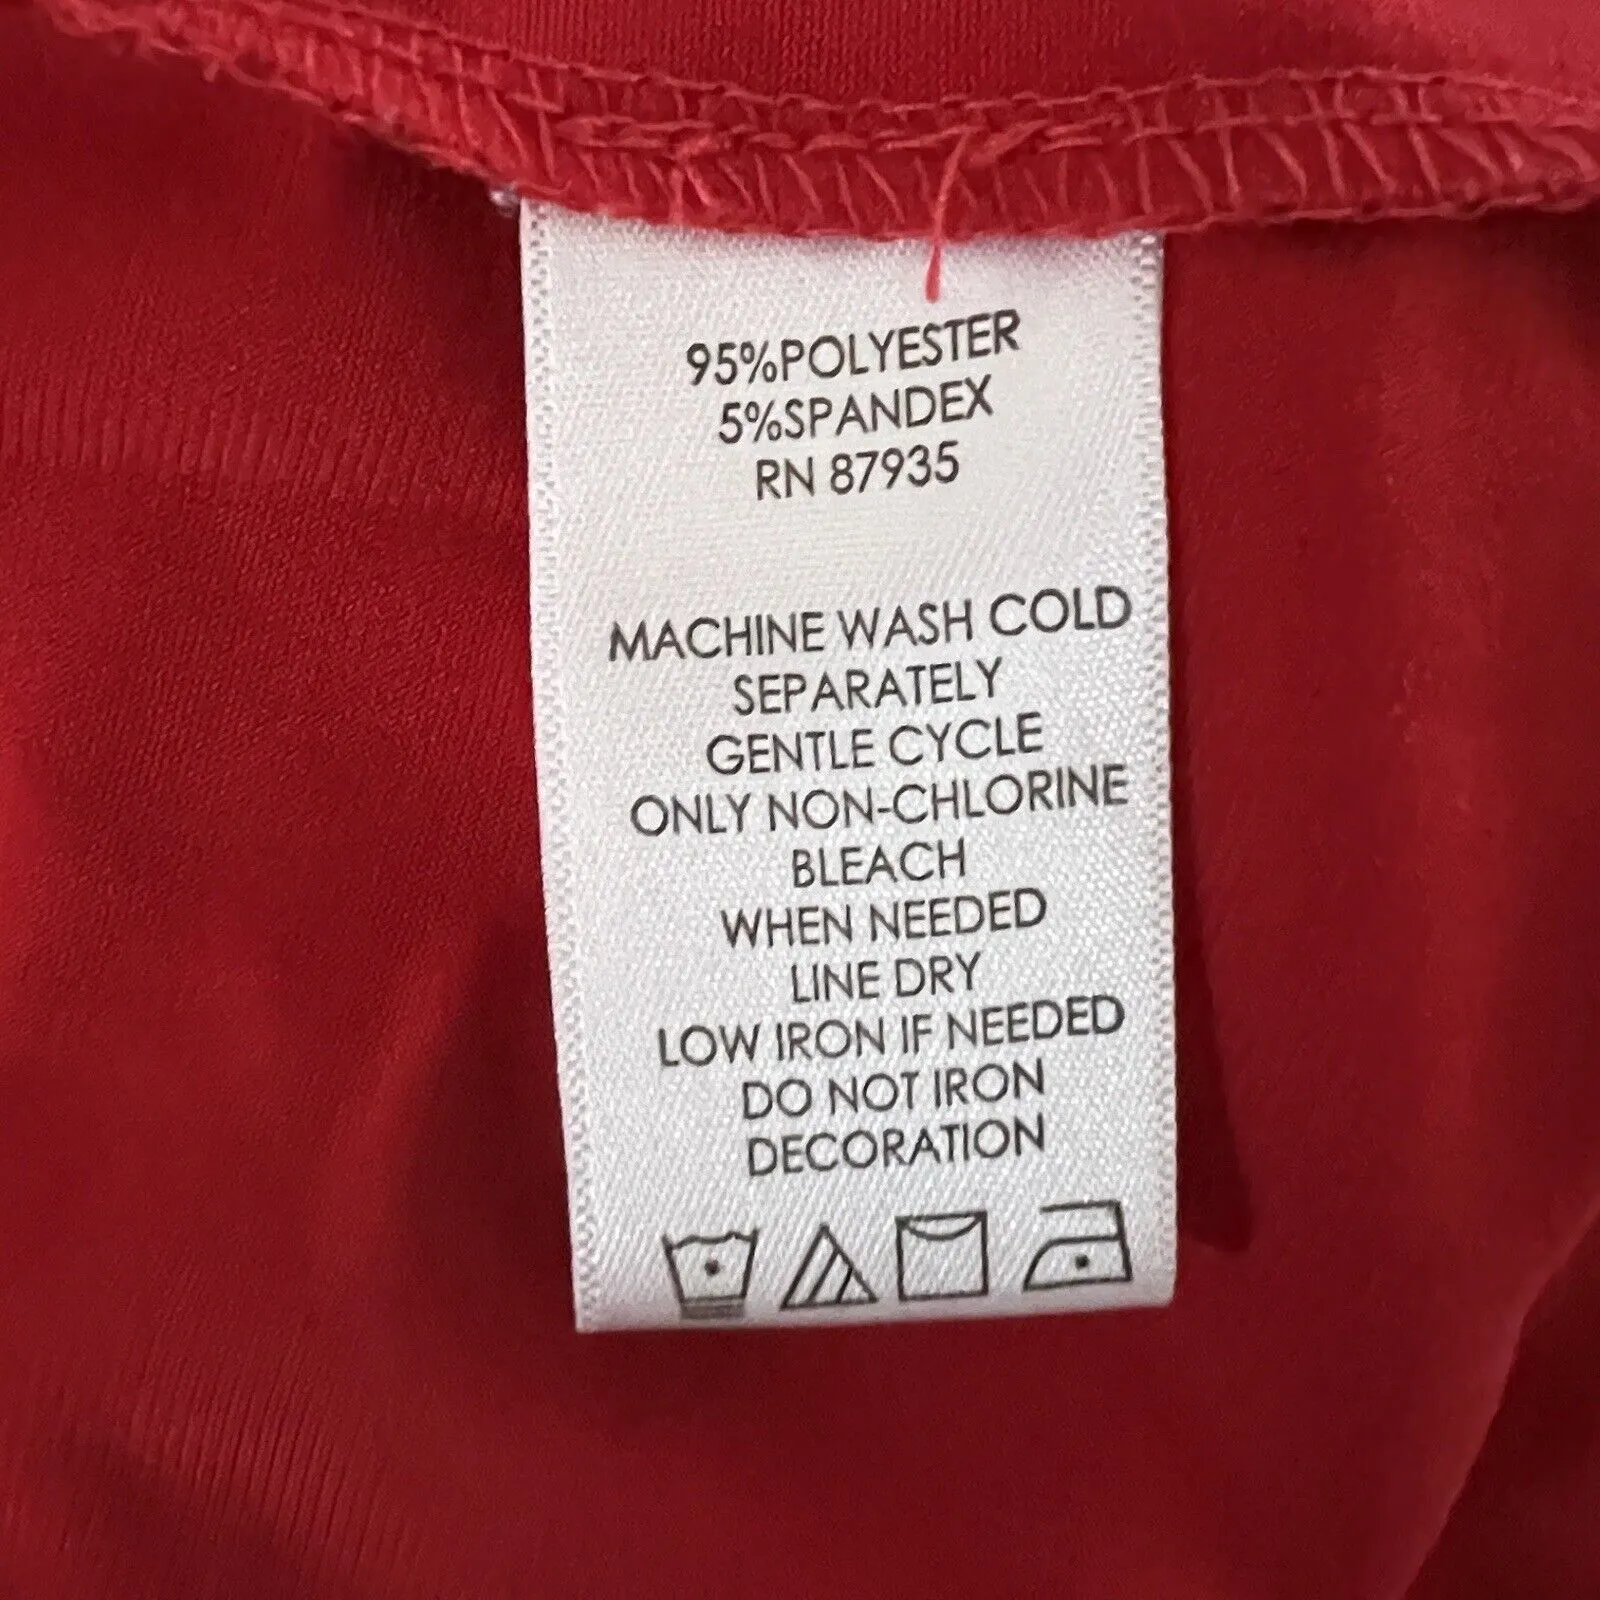 95%POLYESTER
5%SPANDEX
RN 87935
MACHINE WASH COLD
SEPARATELY
GENTLE CYCLE
ONLY NON-CHLORINE
BLEACH
WHEN NEEDED
LINE DRY
LOW IRON IF NEEDED
DO NOT IRON
DECORATION